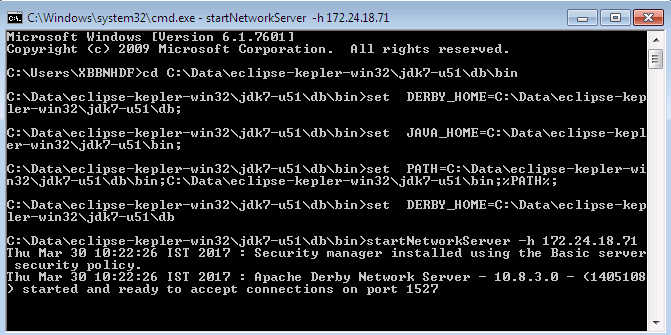 C:\Windows\system32\cmd.exe - startNetworkServer -h 172.24.18.71
Microsoft Windows [Version 6.1.7601]
Copyright (c) 2009 Microsoft Corporation.  All rights reserved.
C:\Users\XBBNHDF>cd C:\Data\eclipse-kepler-win32\jdk7-u51\db\bin
C:\Data\eclipse-kepler-win32\jdk7-u51\db\bin>set  DERBY_HOME=C:\Data\eclipse-kep
ler-win32\jdk7-u51\db;
C:\Data\eclipse-kepler-win32\jdk7-u51\db\bin>set  JAVA_HOME=C:\Data\eclipse-kepl
er-win32\jdk7-u51\bin;
C:\Data\eclipse-kepler-win32\jdk7-u51\db\bin>set  PATH=C:\Data\eclipse-kepler-wi
n32\jdk7-u51\db\bin;C:\Data\eclipse-kepler-win32\jdk7-u51\bin;%PATH%;
C:\Data\eclipse-kepler-win32\jdk7-u51\db\bin>set  DERBY_HOME=C:\Data\eclipse-kep
ler-win32\jdk7-u51\db
C:\Data\eclipse-kepler-win32\jdk7-u51\db\bin>startNetworkServer -h 172.24.18.71
Thu Mar 30 10:22:26 IST 2017 : Security manager installed using the Basic server
 security policy.
Thu Mar 30 10:22:26 IST 2017 : Apache Derby Network Server - 10.8.3.0 - (1405108
) started and ready to accept connections on port 1527